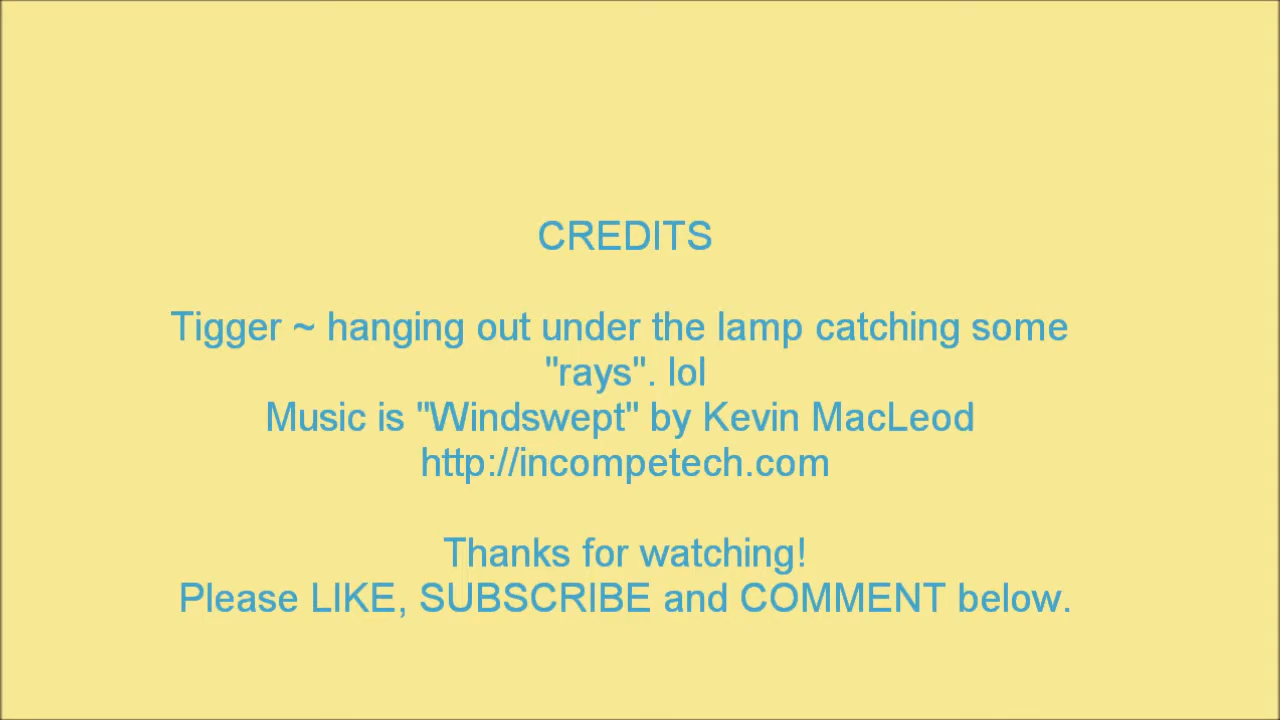 CREDITS
Tigger ~ hanging out under the lamp catching some
"rays". lol
Music is "Windswept" by Kevin MacLeod
http://incompetech.com
Thanks for watching!
Please LIKE, SUBSCRIBE and COMMENT below.